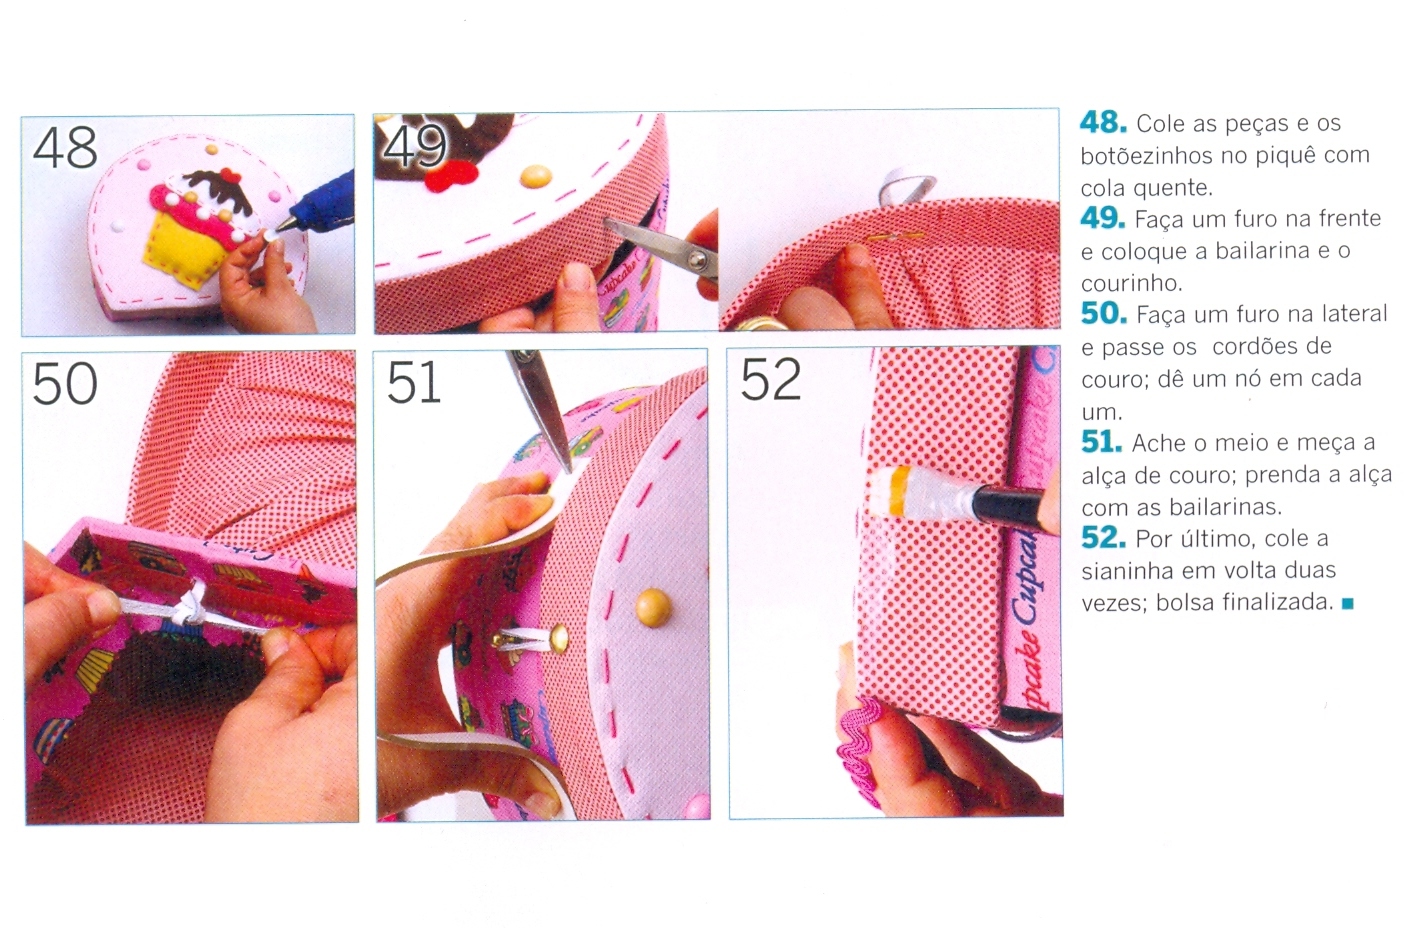 48
49
50
51
52
48. Cole as peças e os
botõezinhos no piquê com
cola quente.
49. Faça um furo na frente
e coloque a bailarina e o
courinho.
50. Faça um furo na lateral
e passe os cordões de
couro; dê um nó em cada
um.
51. Ache o meio e meça a
alça de couro; prenda a alça
com as bailarinas.
52. Por último, cole a
sianinha em volta duas
vezes; bolsa finalizada.
Cupcake
Cupcake
Cupcake